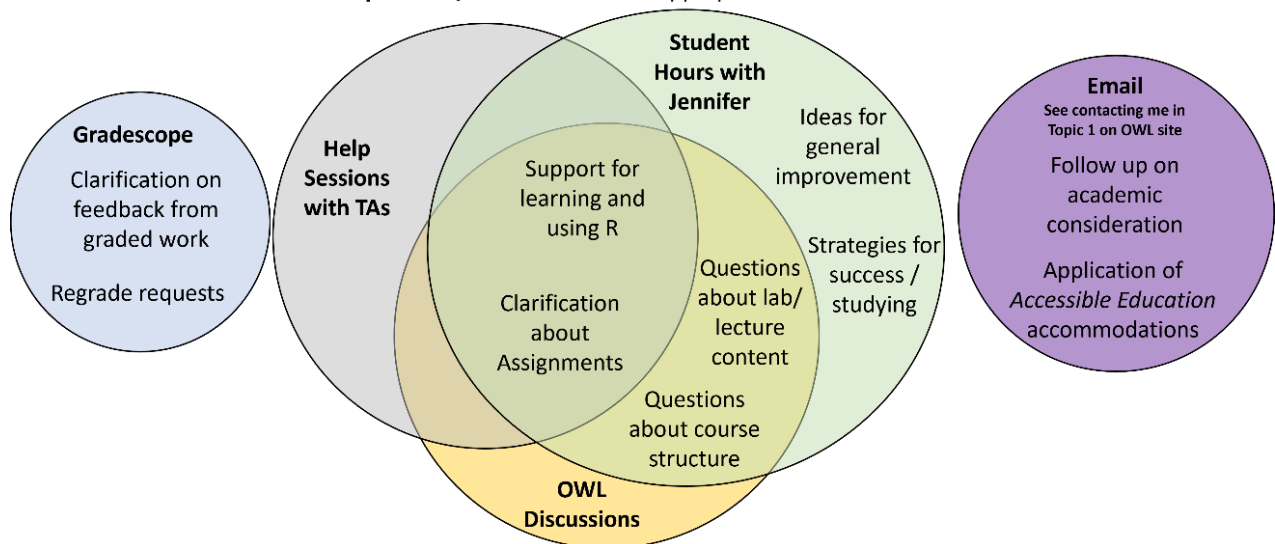 Gradescope
Clarification on
feedback from
graded work
Regrade requests
Help
Sessions
with TAs
Student
Hours with
Jennifer
Ideas for
general
improvement
Strategies for
success /
studying
Support for
learning and
using R
Clarification
about
Assignments
Questions
about lab/
lecture
content
Questions
about course
structure
OWL
Discussions
Email
See contacting me in
Topic 1 on OWL site
Follow up on
academic
consideration
Application of
Accessible Education
accommodations